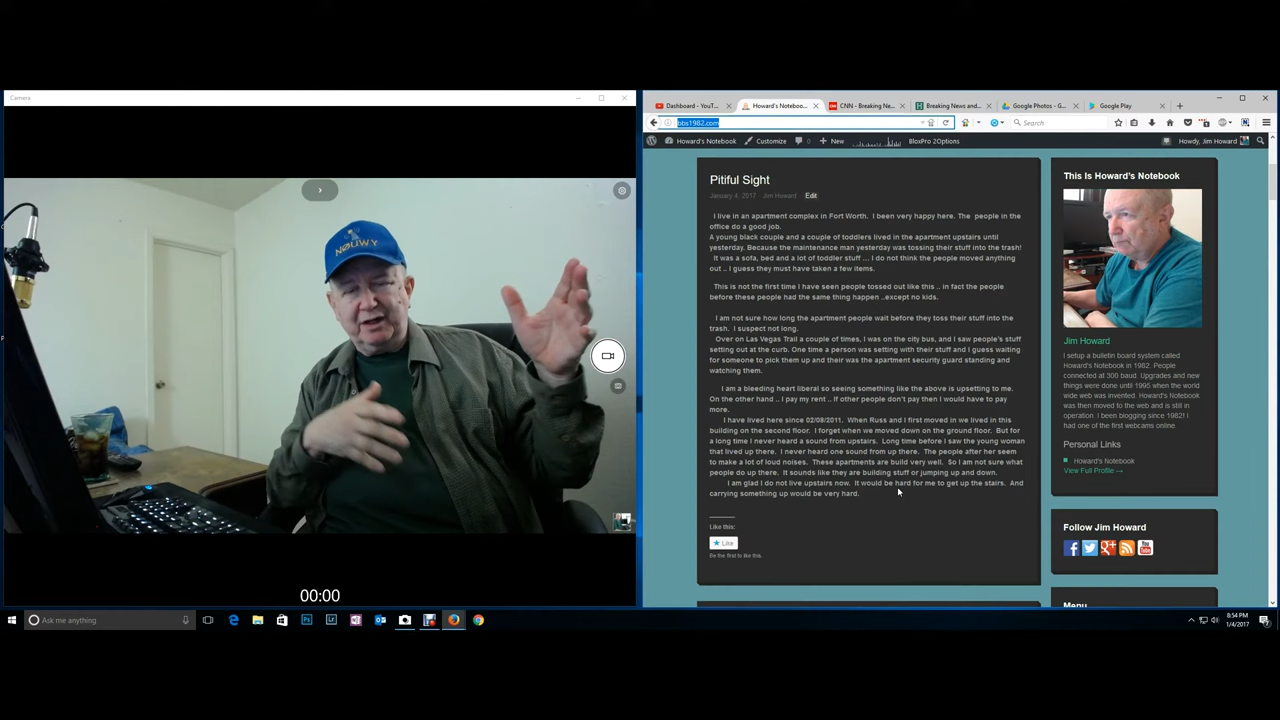 Camera
NØUWY
00:00
Dashboard - YouT...
Howard's Noteboo...
CNN - Breaking Ne...
Breaking News and...
Google Photos - G...
Google Play
bbs1982.com
Search
Howard's Notebook
Customize
0
New
BloxPro 2Options
Howdy, Jim Howard
Pitiful Sight
January 4, 2017 Jim Howard Edit
I live in an apartment complex in Fort Worth. I been very happy here. The people in the
office do a good job.
A young black couple and a couple of toddlers lived in the apartment upstairs until
yesterday. Because the maintenance man yesterday was tossing their stuff into the trash!
It was a sofa, bed and a lot of toddler stuff ... I do not think the people moved anything
out .. I guess they must have taken a few items.
This is not the first time I have seen people tossed out like this .. in fact the people
before these people had the same thing happen ..except no kids.
I am not sure how long the apartment people wait before they toss their stuff into the
trash. I suspect not long.
Over on Las Vegas Trail a couple of times, I was on the city bus, and I saw people's stuff
setting out at the curb. One time a person was setting with their stuff and I guess waiting
for someone to pick them up and their was the apartment security guard standing and
watching them.
I am a bleeding heart liberal so seeing something like the above is upsetting to me.
On the other hand .. I pay my rent .. If other people don't pay then I would have to pay
more.
I have lived here since 02/08/2011. When Russ and I first moved in we lived in this
building on the second floor. I forget when we moved down on the ground floor. But for
a long time I never heard a sound from upstairs. Long time before I saw the young woman
that lived up there. I never heard one sound from up there. The people after her seem
to make a lot of loud noises. These apartments are build very well. So I am not sure what
people do up there. It sounds like they are building stuff or jumping up and down.
I am glad I do not live upstairs now. It would be hard for me to get up the stairs. And
carrying something up would be very hard.
Like this:
Like
Be the first to like this.
This Is Howard's Notebook
Jim Howard
I setup a bulletin board system called
Howard's Notebook in 1982. People
connected at 300 baud. Upgrades and new
things were done until 1995 when the world
wide web was invented. Howard's Notebook
was then moved to the web and is still in
operation. I am blogging since 1982! I
had one of the first webcams online.
Personal Links
Howard's Notebook
View Full Profile →
Follow Jim Howard
Menu
Ask me anything
8:54 PM
1/4/2017